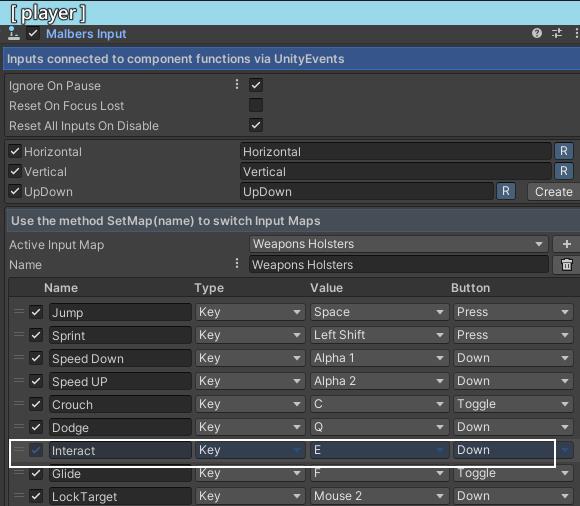 [ player ]
Malbers Input
Inputs connected to component functions via UnityEvents
Ignore On Pause
Reset On Focus Lost
Reset All Inputs On Disable
Horizontal Horizontal R
Vertical Vertical R
UpDown UpDown R Create
Use the method SetMap(name) to switch Input Maps
Active Input Map Weapons Holsters +
Name Weapons Holsters
Name Type Value Button
Jump Key Space Press
Sprint Key Left Shift Press
Speed Down Key Alpha 1 Down
Speed UP Key Alpha 2 Down
Crouch Key C Toggle
Dodge Key Q Down
Interact Key E Down
Glide Key F Toggle
LockTarget Key Mouse 2 Down